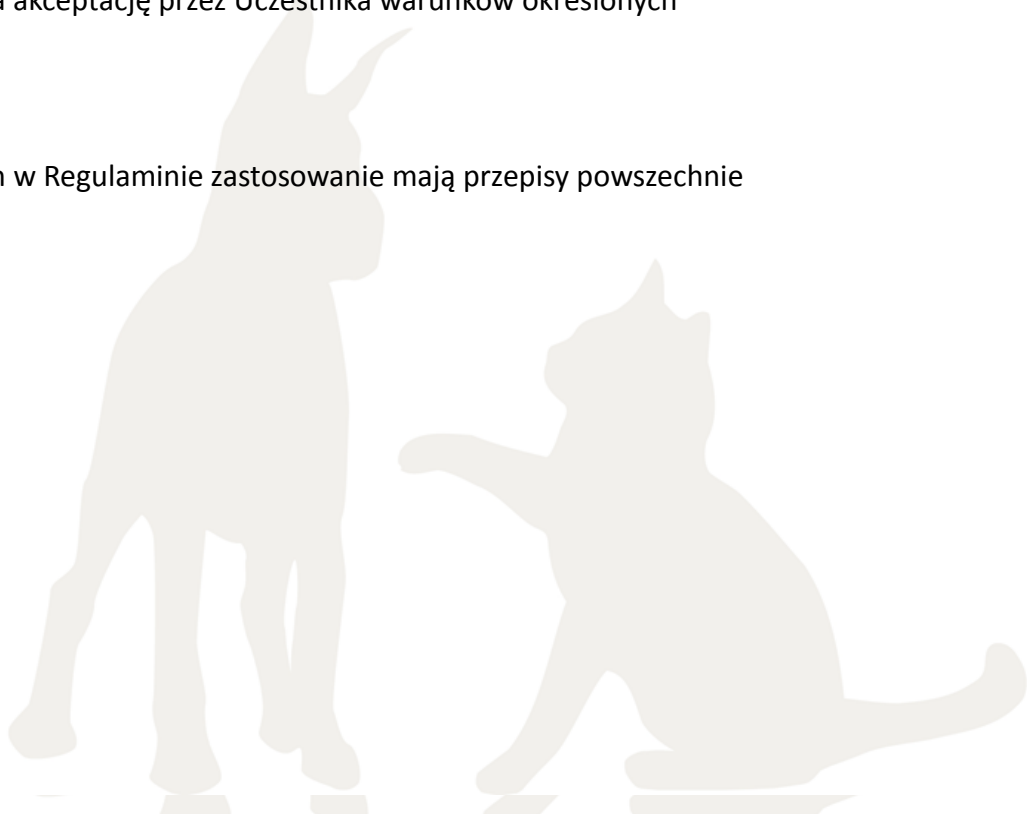 akceptację przez Uczestnika warunków określonych
w Regulaminie zastosowanie mają przepisy powszechnie